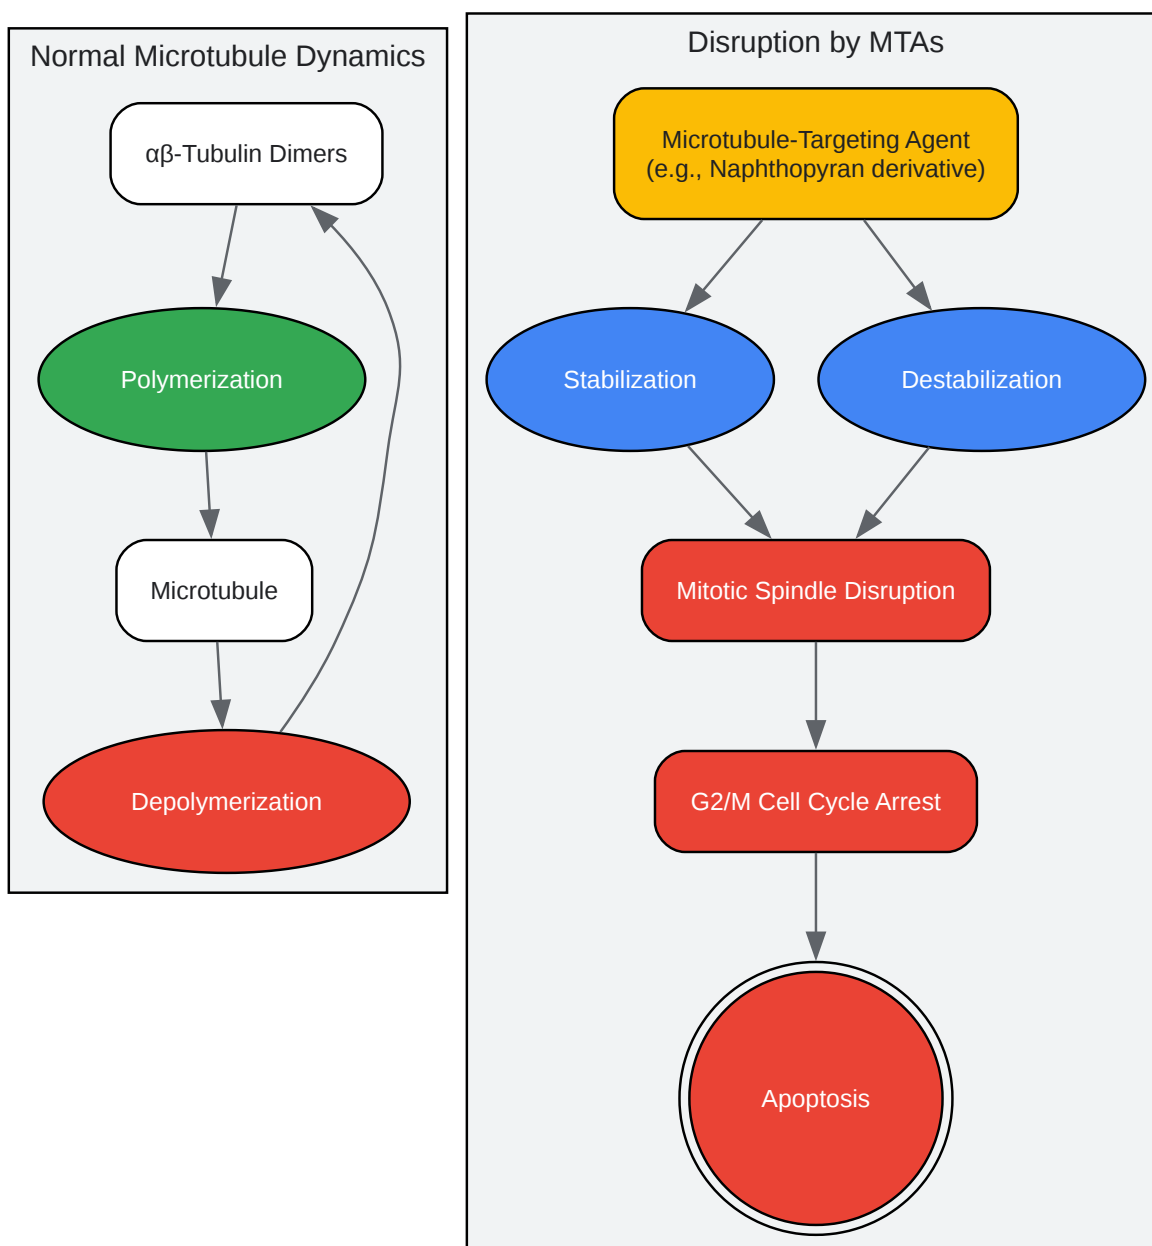 Normal Microtubule Dynamics
αβ-Tubulin Dimers
Polymerization
Microtubule
Depolymerization
Disruption by MTAs
Microtubule-Targeting Agent
(e.g., Naphthopyran derivative)
Stabilization
Destabilization
Mitotic Spindle Disruption
G2/M Cell Cycle Arrest
Apoptosis